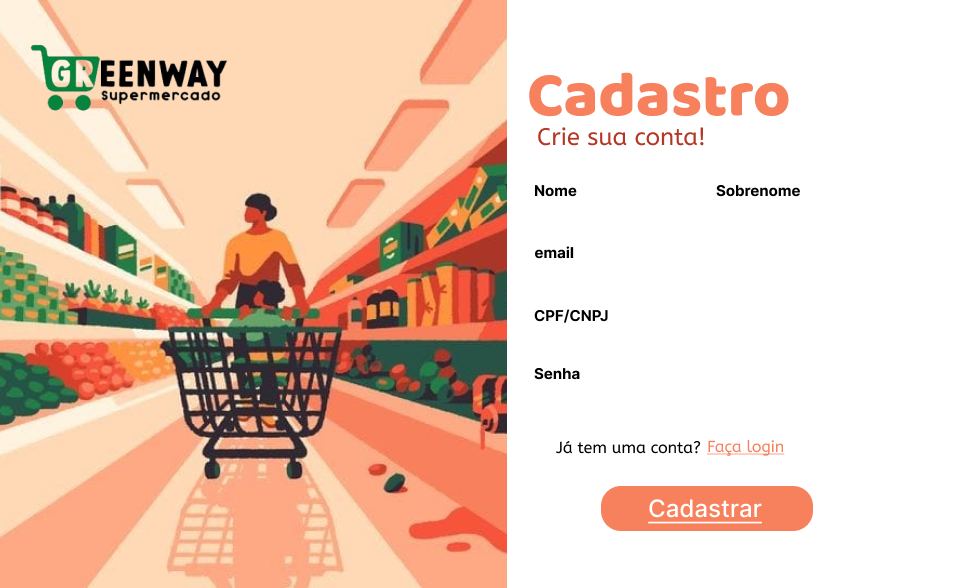 GREENWAY
Supermercado
Cadastro
Crie sua conta!
Nome Sobrenome
email
CPF/CNPJ
Senha
Já tem uma conta? Faça login
Cadastrar